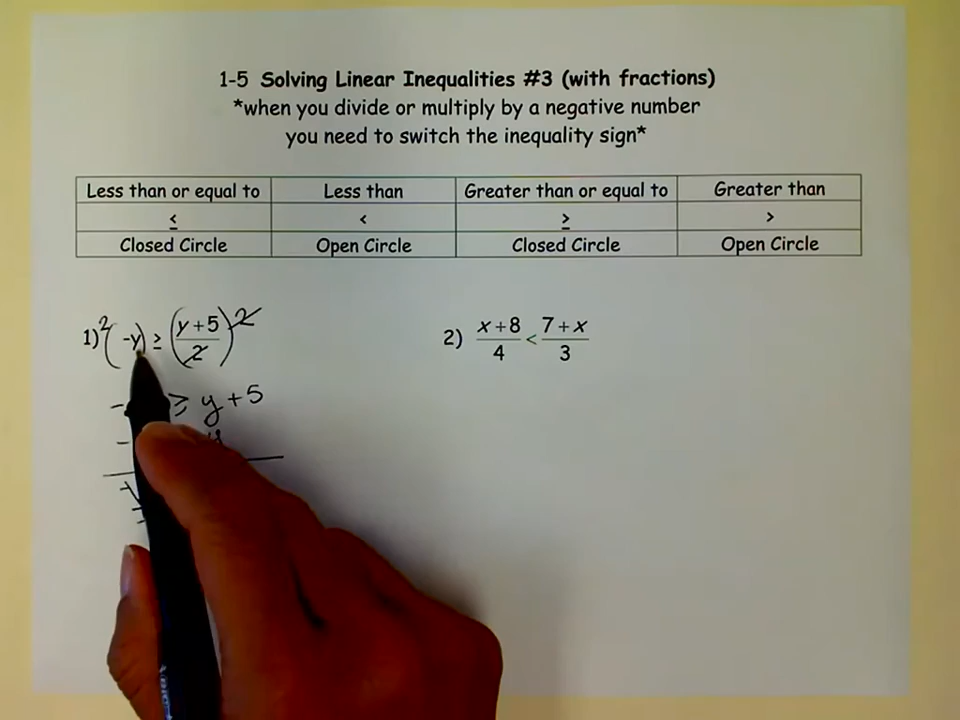 1-5 Solving Linear Inequalities #3 (with fractions)
*when you divide or multiply by a negative number
you need to switch the inequality sign*
Less than or equal to Less than Greater than or equal to Greater than
≤ < ≥ >
Closed Circle Open Circle Closed Circle Open Circle
1) 2(-y) ≥ (y+5/2)2
2) x+8/4 < 7+x/3
- ≥ y+5